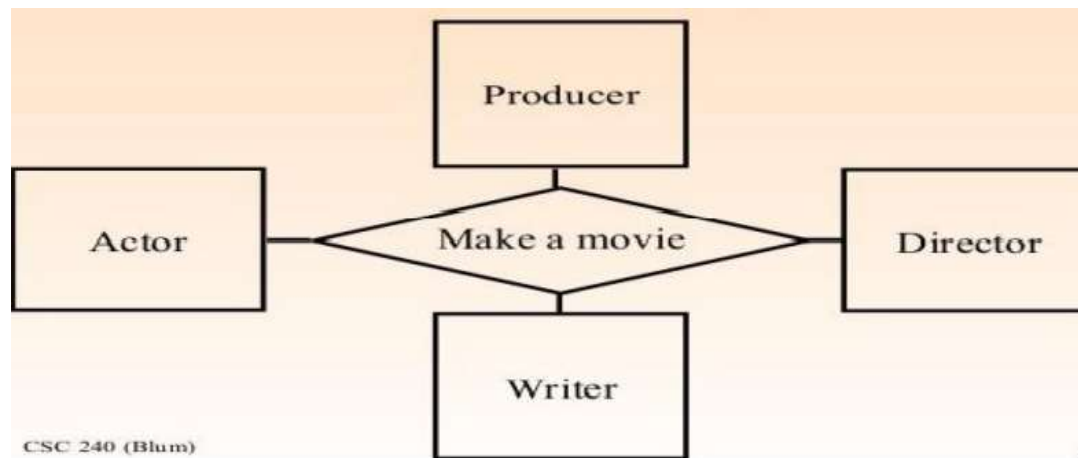 Producer
Actor
Make a movie
Director
Writer
CSC 240 (Blum)